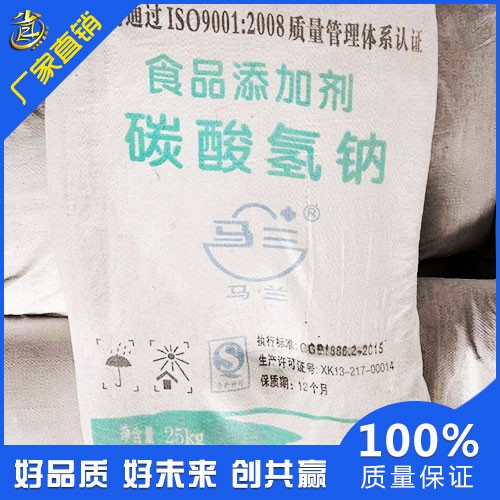 厂家直销
通过ISO9001:2008质量管理体系认证
食品添加剂
碳酸氢钠
马兰
®
马·兰
执行标准: GB1886.2-2015
生产许可证号: XK13-217-00014
保质期: 12个月
净含量 25kg
好品质 好未来 创共赢
100%
质量保证